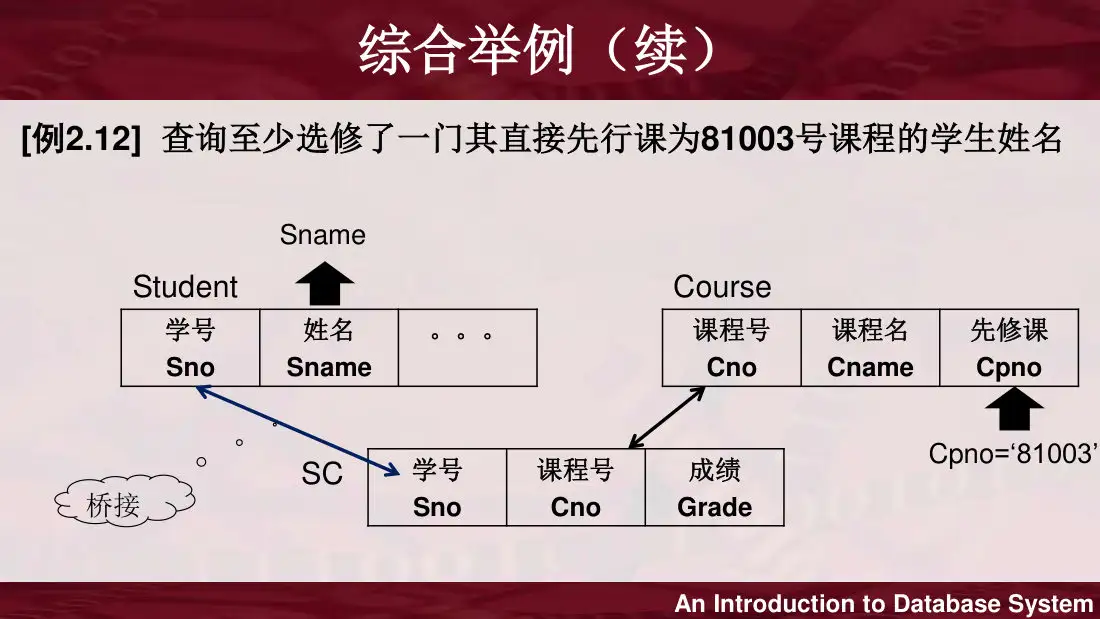 综合举例（续）
[例2.12] 查询至少选修了一门其直接先行课为81003号课程的学生姓名
Sname
Student
学号 姓名 。。。
Sno Sname
Course
课程号 课程名 先修课
Cno Cname Cpno
Cpno=‘81003’
桥接
SC
学号 课程号 成绩
Sno Cno Grade
An Introduction to Database System